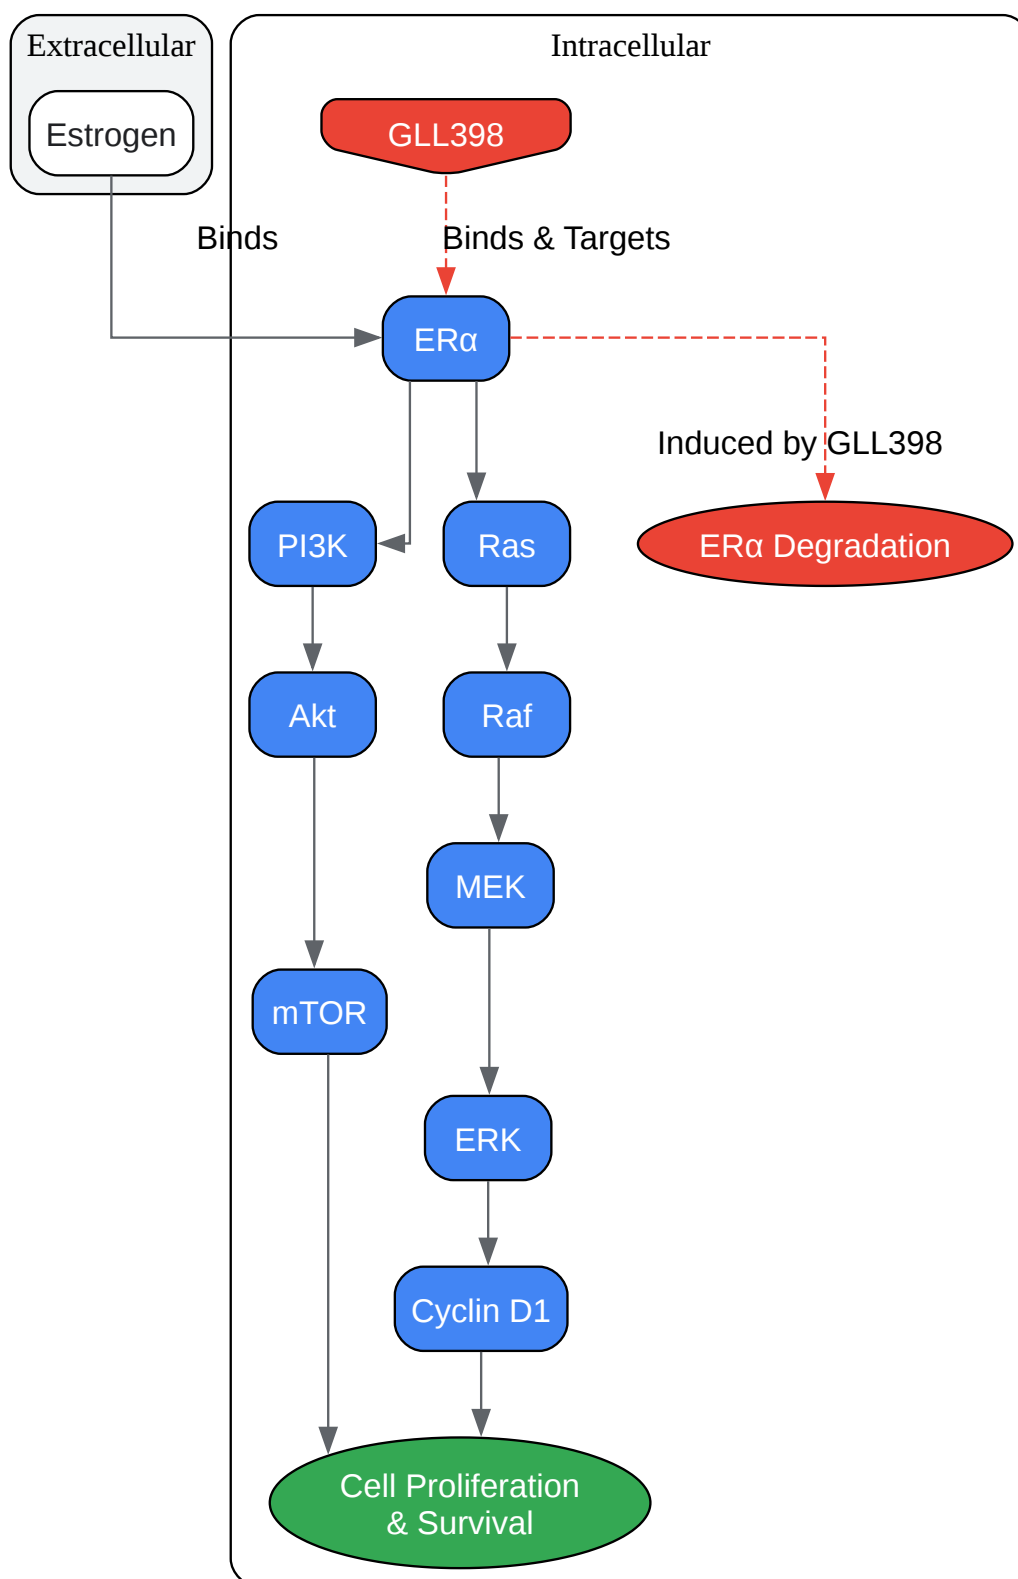 Extracellular
Intracellular
Estrogen
GLL398
Binds
Binds & Targets
ERα
Induced by GLL398
PI3K
Ras
ERα Degradation
Akt
Raf
MEK
mTOR
ERK
Cyclin D1
Cell Proliferation
& Survival